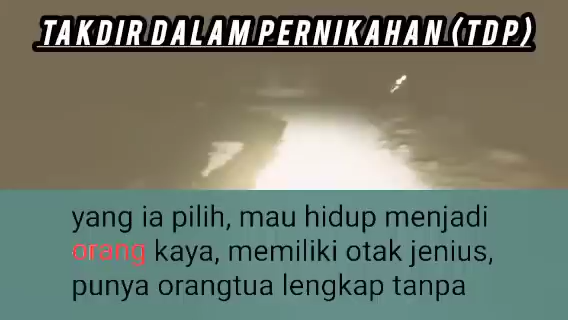 TAKDIR DALAM PERNIKAHAN (TDP)
yang ia pilih, mau hidup menjadi
orang kaya, memiliki otak jenius,
punya orangtua lengkap tanpa